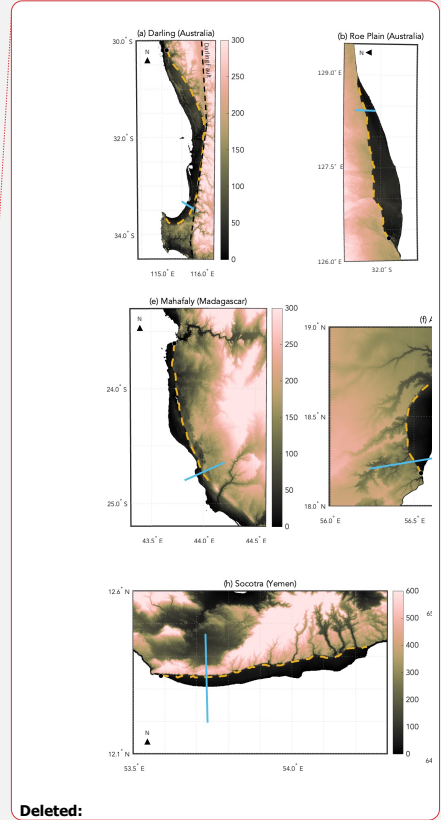 (a) Darling (Australia)
(b) Roe Plain (Australia)
30.0° S
N
Darling Fault
300
N
129.0° E
250
200
32.0° S
150
127.5° E
100
50
34.0° S
0
126.0° E
115.0° E
116.0° E
32.0° S
(e) Mahafaly (Madagascar)
N
300
(f) A
19.0° N
250
24.0° S
200
18.5° N
150
100
50
25.0° S
18.0° N
0
56.0° E
56.5°
43.5° E
44.0° E
44.5° E
(h) Socotra (Yemen)
12.6° N
600
65
500
400
300
200
100
N
12.1° N
0
64
53.5° E
54.0° E
Deleted: